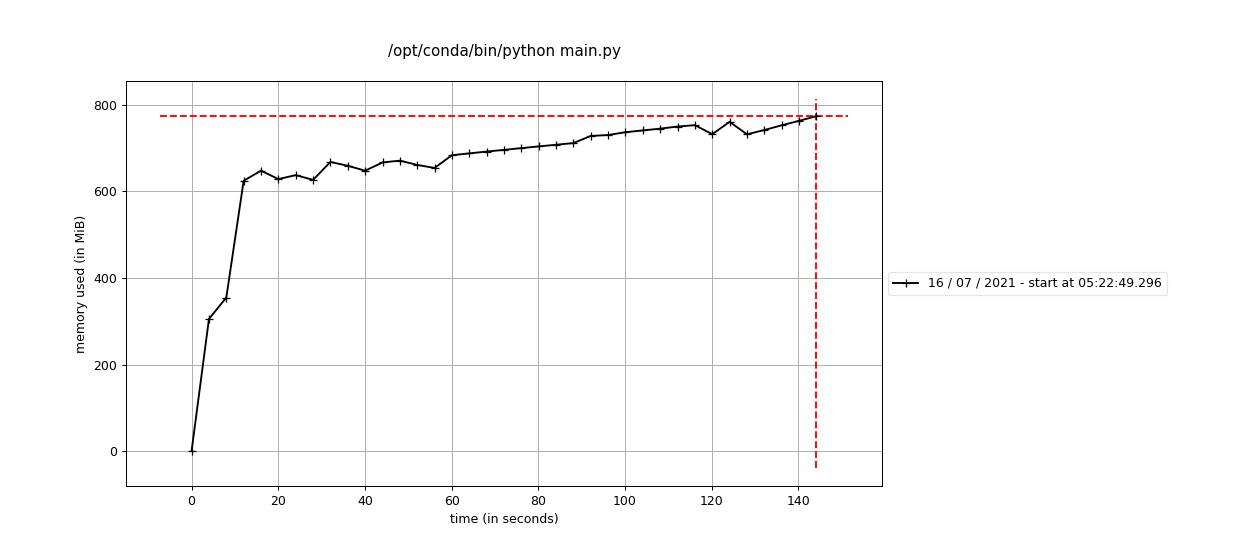 /opt/conda/bin/python main.py
800
600
400
200
0
memory used (in MiB)
0 20 40 60 80 100 120 140
time (in seconds)
16 / 07 / 2021 - start at 05:22:49.296